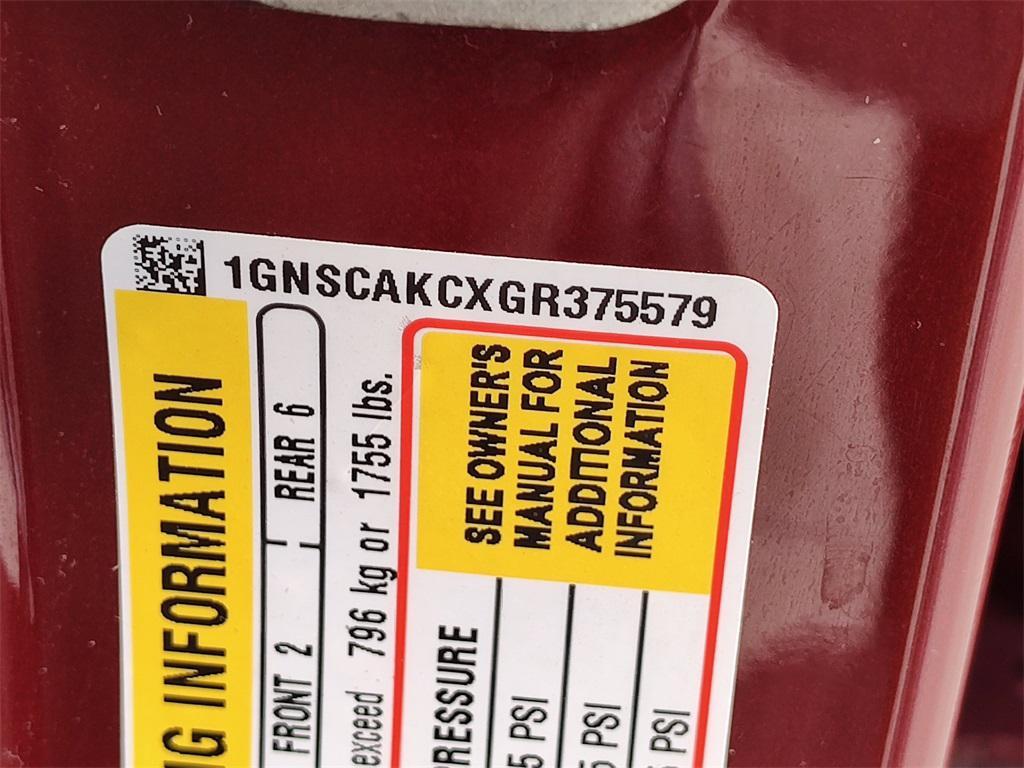 1GNSCAKCXGR375579
INFORMATION
FRONT 2 REAR 6
exceed 796 kg or 1755 lbs.
SEE OWNER'S
MANUAL FOR
ADDITIONAL
INFORMATION
PRESSURE
PSI
PSI
PSI